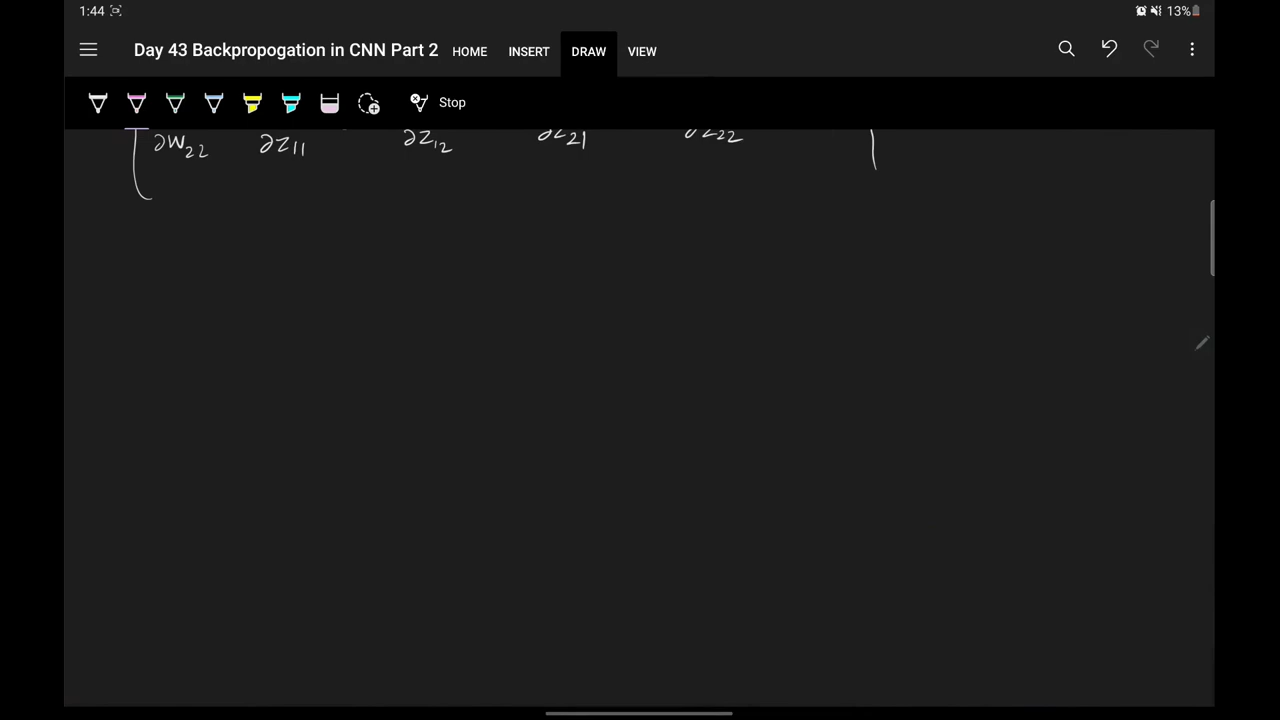 1:44 13%
Day 43 Backpropogation in CNN Part 2 HOME INSERT DRAW VIEW
Stop
∂W22 ∂Z11 ∂Z12 ∂Z21 ∂Z22